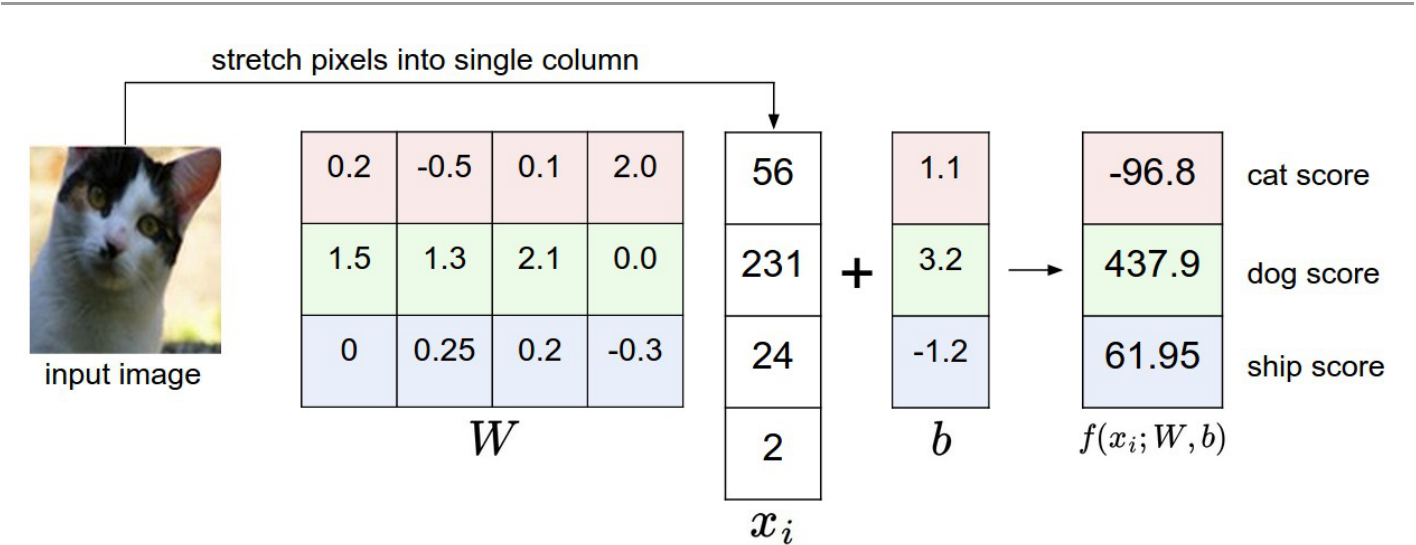 stretch pixels into single column
input image
0.2 -0.5 0.1 2.0
1.5 1.3 2.1 0.0
0 0.25 0.2 -0.3
W
56
231
24
2
x_i
+
1.1
3.2
-1.2
b
-96.8 cat score
437.9 dog score
61.95 ship score
f(x_i; W, b)